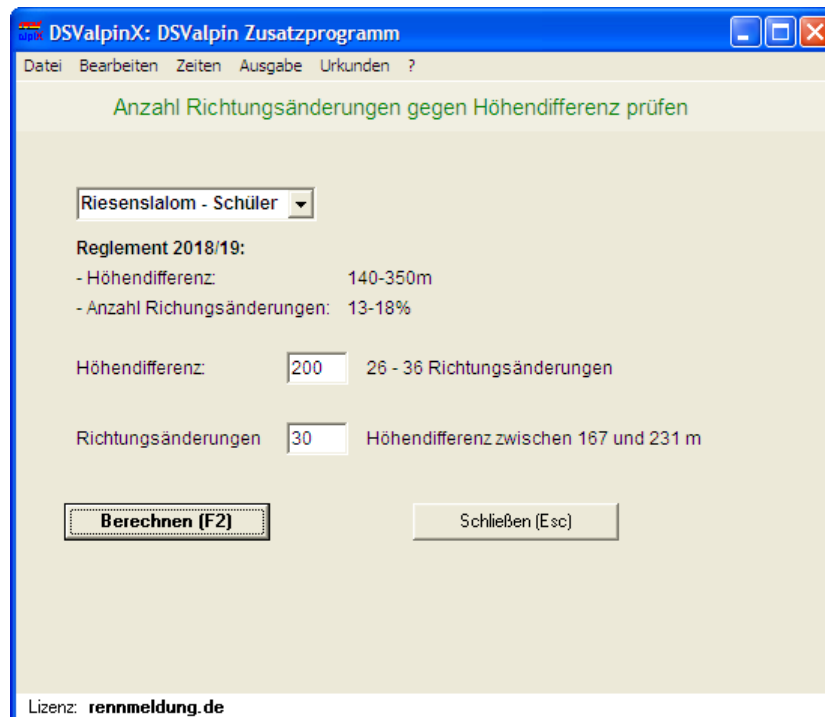 DSValpinX: DSValpin Zusatzprogramm
Datei Bearbeiten Zeiten Ausgabe Urkunden ?
Anzahl Richtungsänderungen gegen Höhendifferenz prüfen
Riesenslalom - Schüler
Reglement 2018/19:
- Höhendifferenz: 140-350m
- Anzahl Richungsänderungen: 13-18%
Höhendifferenz: 200 26 - 36 Richtungsänderungen
Richtungsänderungen 30 Höhendifferenz zwischen 167 und 231 m
Berechnen (F2) Schließen (Esc)
Lizenz: rennmeldung.de